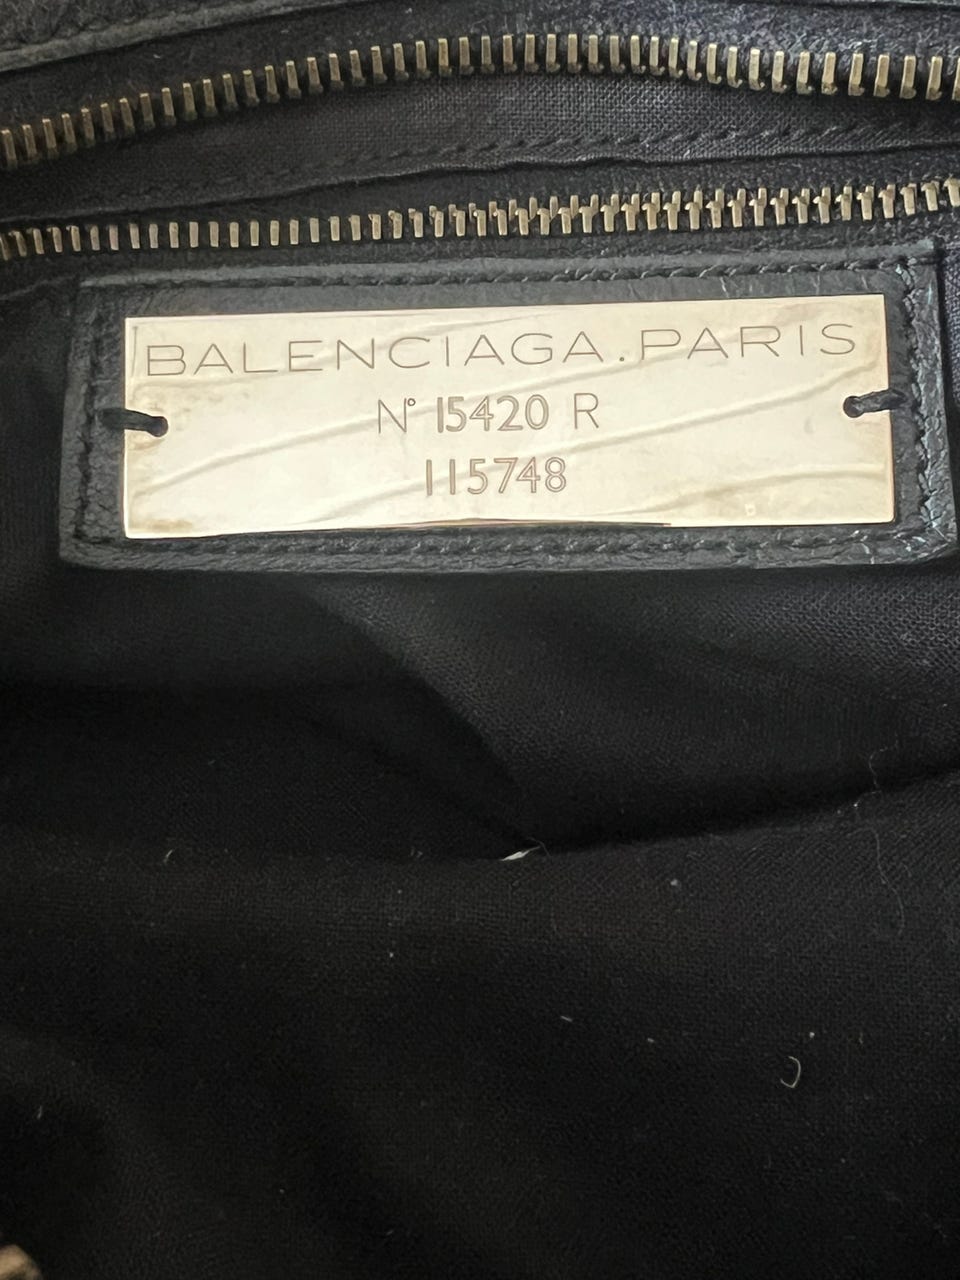 BALENCIAGA.PARIS
N° 15420 R
115748